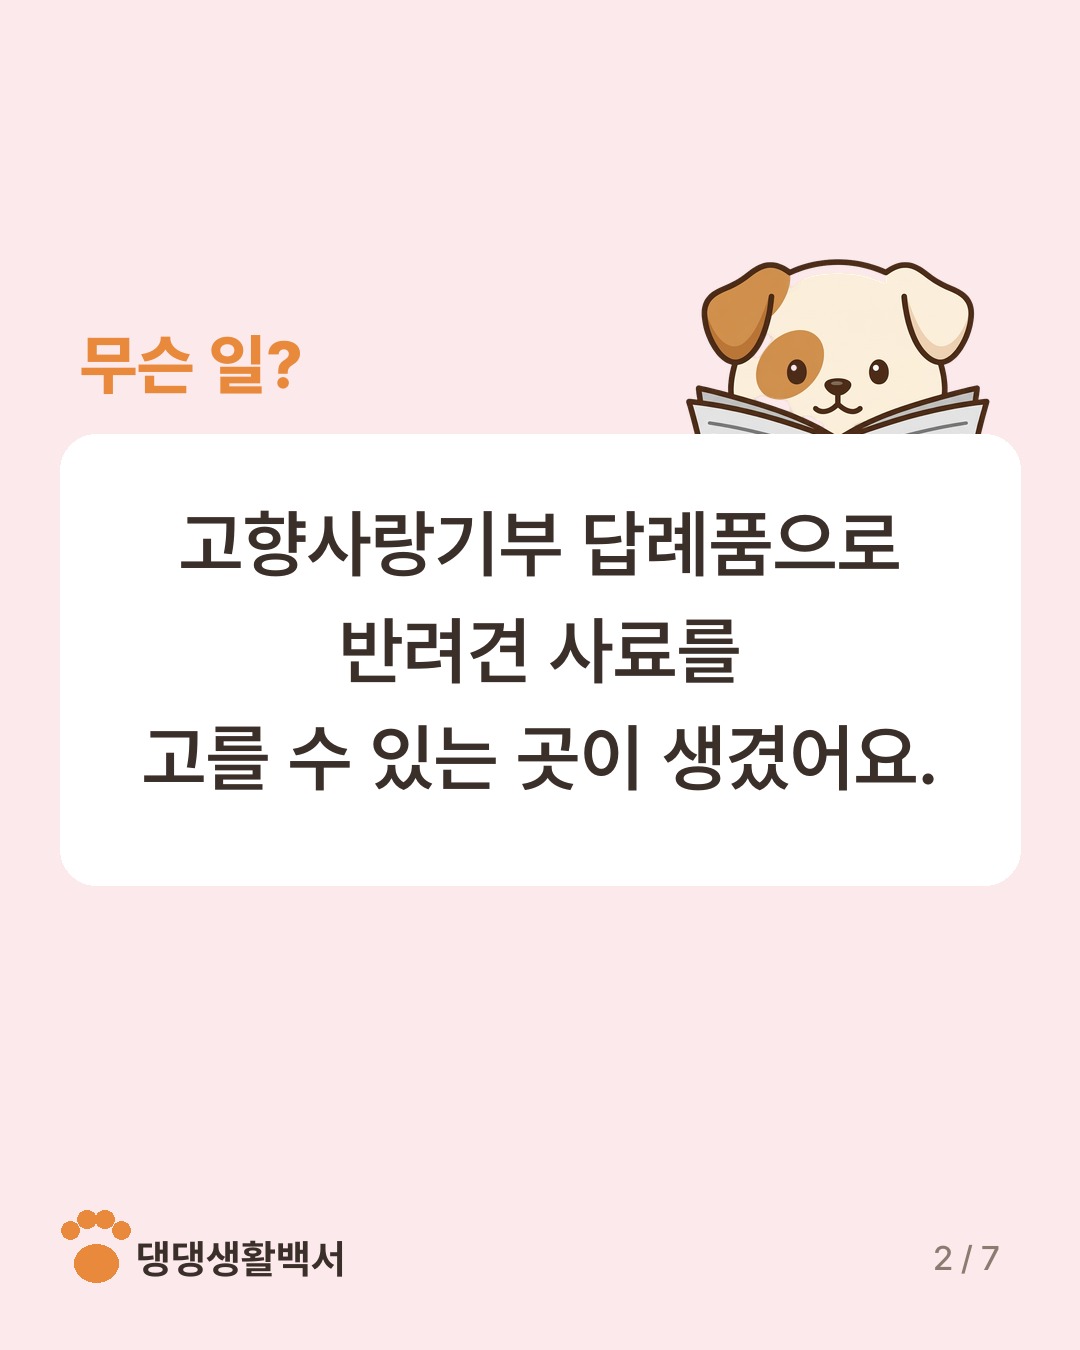 무슨 일?
고향사랑기부 답례품으로
반려견 사료를
고를 수 있는 곳이 생겼어요.
댕댕생활백서
2 / 7